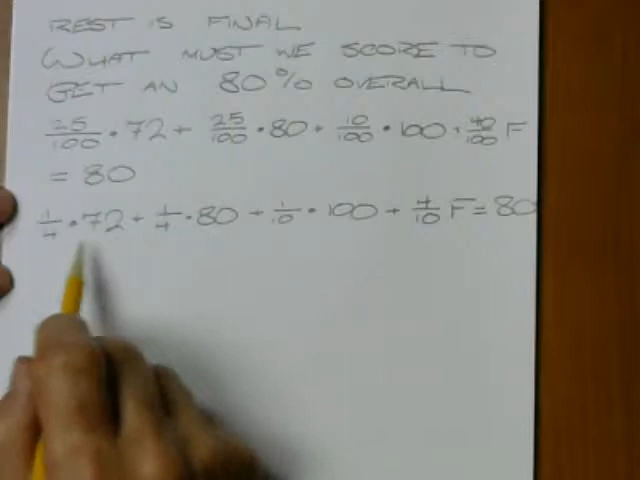 REST IS FINAL
WHAT MUST WE SCORE TO
GET AN 80% OVERALL
25/100 • 72 + 25/100 • 80 + 10/100 • 100 + 40/100 F
= 80
1/4 • 72 + 1/4 • 80 + 1/10 • 100 + 4/10 F = 80